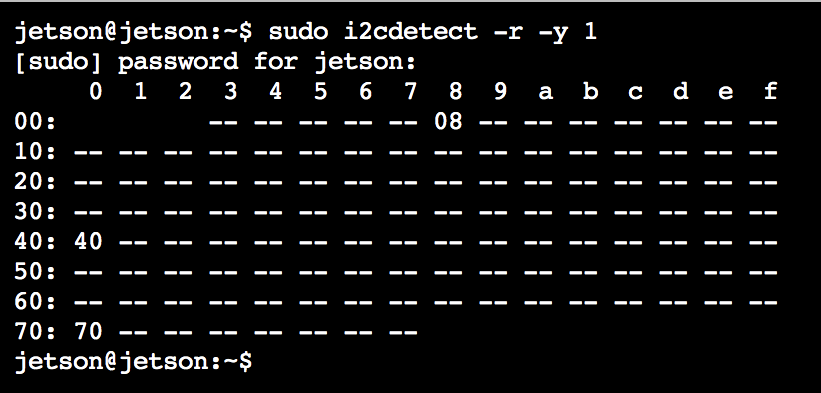 jetson@jetson:~$ sudo i2cdetect -r -y 1
[sudo] password for jetson:
     0  1  2  3  4  5  6  7  8  9  a  b  c  d  e  f
00:          -- -- -- -- -- 08 -- -- -- -- -- -- --
10: -- -- -- -- -- -- -- -- -- -- -- -- -- -- -- --
20: -- -- -- -- -- -- -- -- -- -- -- -- -- -- -- --
30: -- -- -- -- -- -- -- -- -- -- -- -- -- -- -- --
40: 40 -- -- -- -- -- -- -- -- -- -- -- -- -- -- --
50: -- -- -- -- -- -- -- -- -- -- -- -- -- -- -- --
60: -- -- -- -- -- -- -- -- -- -- -- -- -- -- -- --
70: 70 -- -- -- -- -- -- --
jetson@jetson:~$